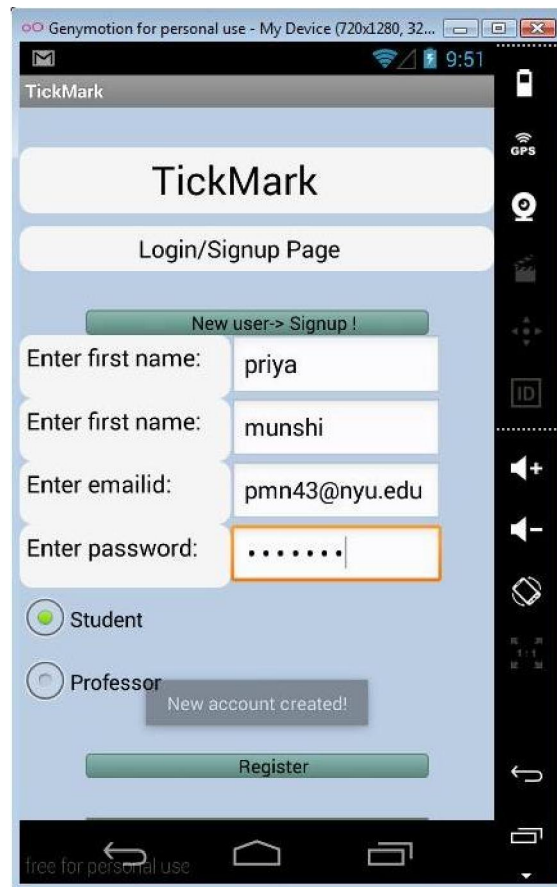 Genymotion for personal use - My Device (720x1280, 32...
9:51
TickMark
GPS
TickMark
Login/Signup Page
New user-> Signup !
Enter first name: priya
Enter first name: munshi
ID
Enter emailid: pmn43@nyu.edu
Enter password: •••••••
Student
1:1
Professor
New account created!
Register
free for personal use